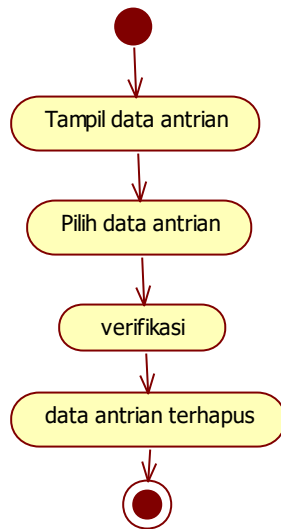 Tampil data antrian
Pilih data antrian
verifikasi
data antrian terhapus